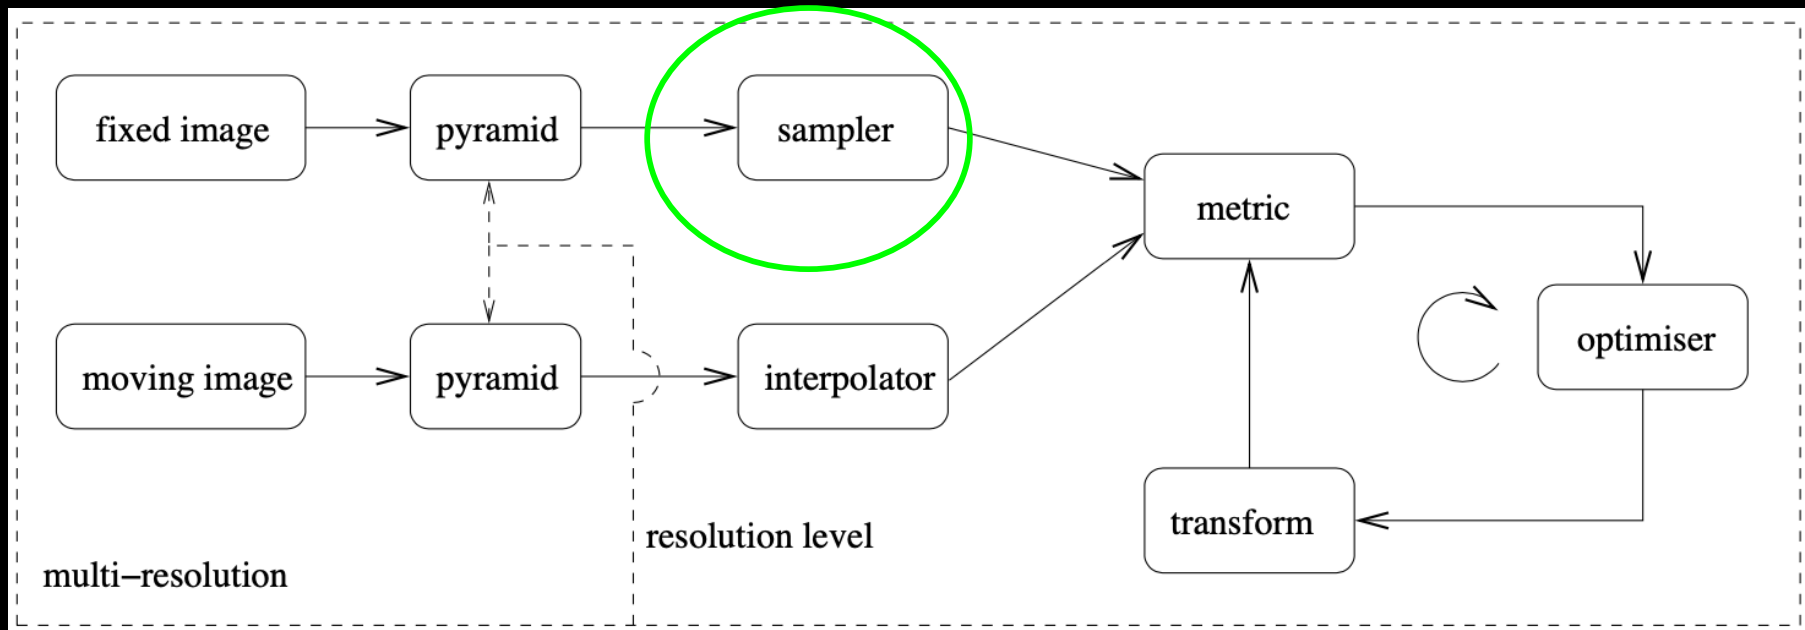 fixed image
pyramid
sampler
metric
optimiser
moving image
pyramid
interpolator
transform
resolution level
multi−resolution